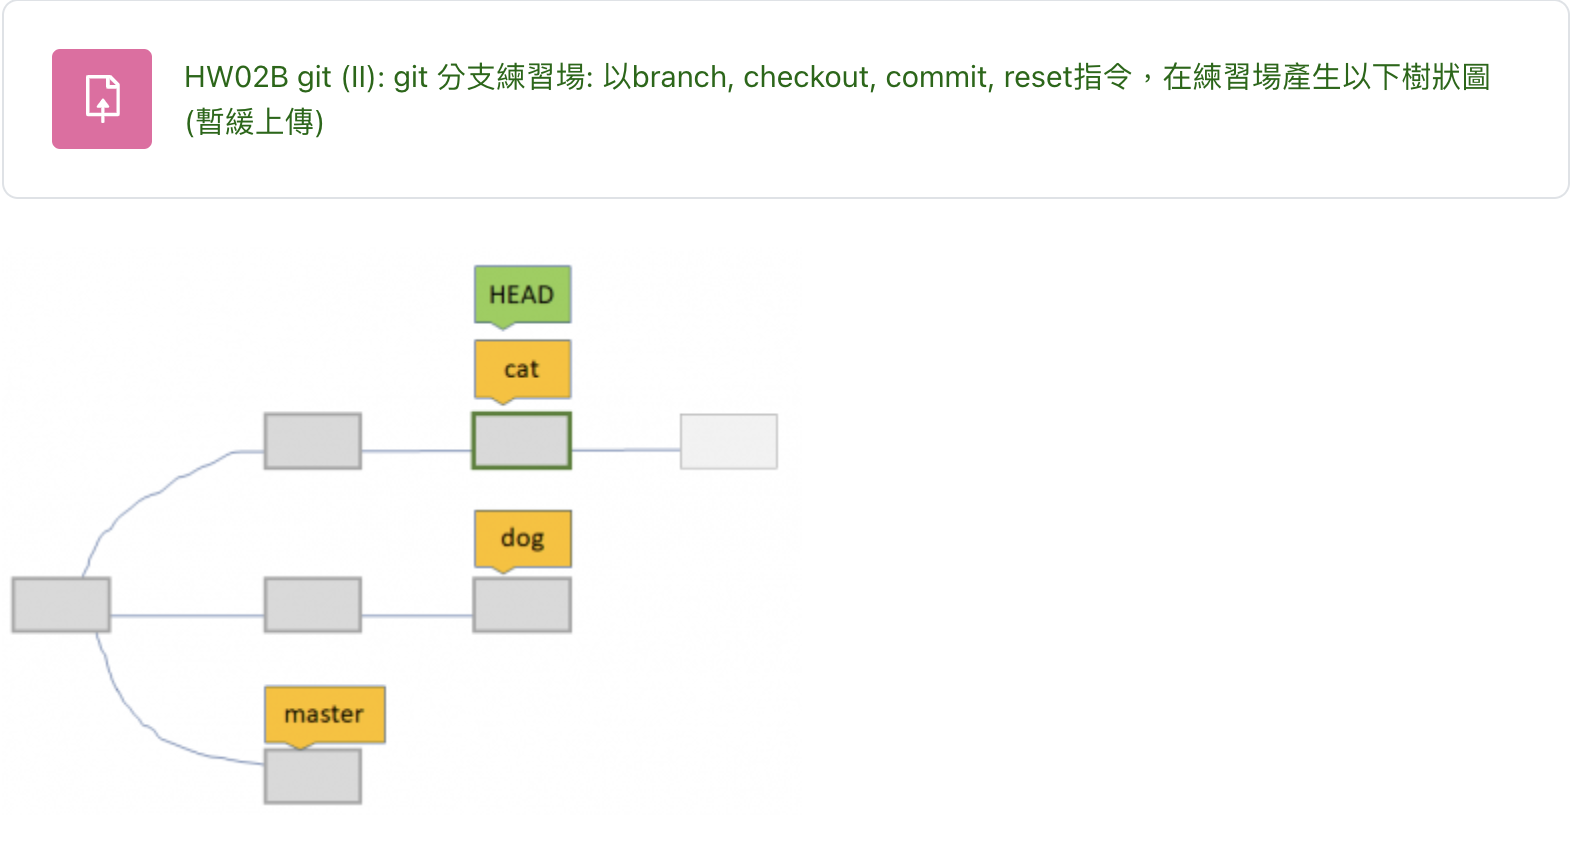 HW02B git (II): git 分支練習場: 以branch, checkout, commit, reset指令，在練習場產生以下樹狀圖
(暫緩上傳)
HEAD
cat
dog
master